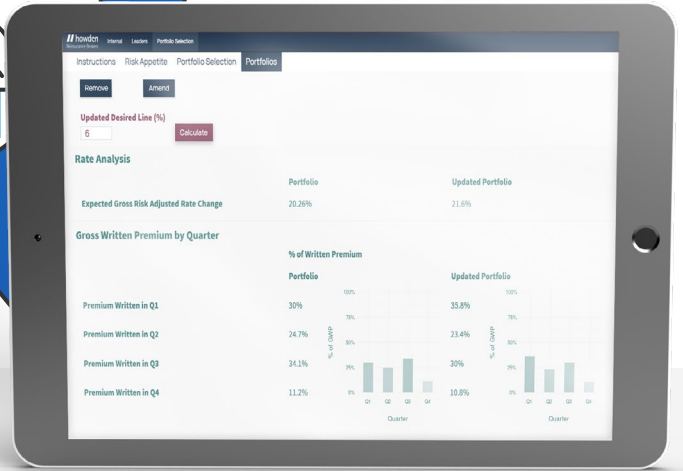 howden Internal Leaders Portfolio Selection
Instructions Risk Appetite Portfolio Selection Portfolios
Remove Amend
Updated Desired Line (%)
6 Calculate
Rate Analysis
Portfolio Updated Portfolio
Expected Gross Risk Adjusted Rate Change 20.26% 21.6%
Gross Written Premium by Quarter
% of Written Premium
Portfolio Updated Portfolio
100% 100%
Premium Written in Q1 30% 35.8%
75% 75%
Premium Written in Q2 24.7% 23.4%
% of GWP % of GWP
50% 50%
Premium Written in Q3 34.1% 30%
25% 25%
Premium Written in Q4 11.2% 10.8%
0% 0%
Q1 Q2 Q3 Q4 Q1 Q2 Q3 Q4
Quarter Quarter